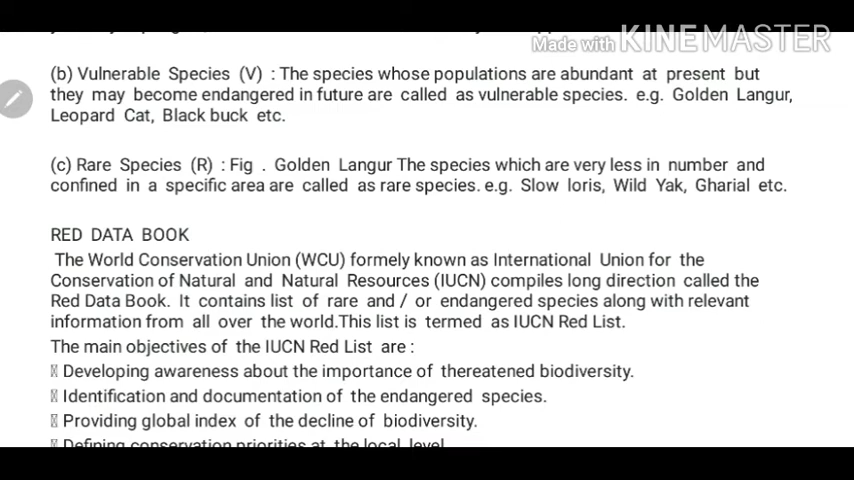 Made with KINEMASTER
(b) Vulnerable Species (V) : The species whose populations are abundant at present but
they may become endangered in future are called as vulnerable species. e.g. Golden Langur,
Leopard Cat, Black buck etc.
(c) Rare Species (R) : Fig . Golden Langur The species which are very less in number and
confined in a specific area are called as rare species. e.g. Slow loris, Wild Yak, Gharial etc.
RED DATA BOOK
The World Conservation Union (WCU) formely known as International Union for the
Conservation of Natural and Natural Resources (IUCN) compiles long direction called the
Red Data Book. It contains list of rare and / or endangered species along with relevant
information from all over the world.This list is termed as IUCN Red List.
The main objectives of the IUCN Red List are :
Developing awareness about the importance of thereatened biodiversity.
Identification and documentation of the endangered species.
Providing global index of the decline of biodiversity.
Defining conservation priorities at the local level